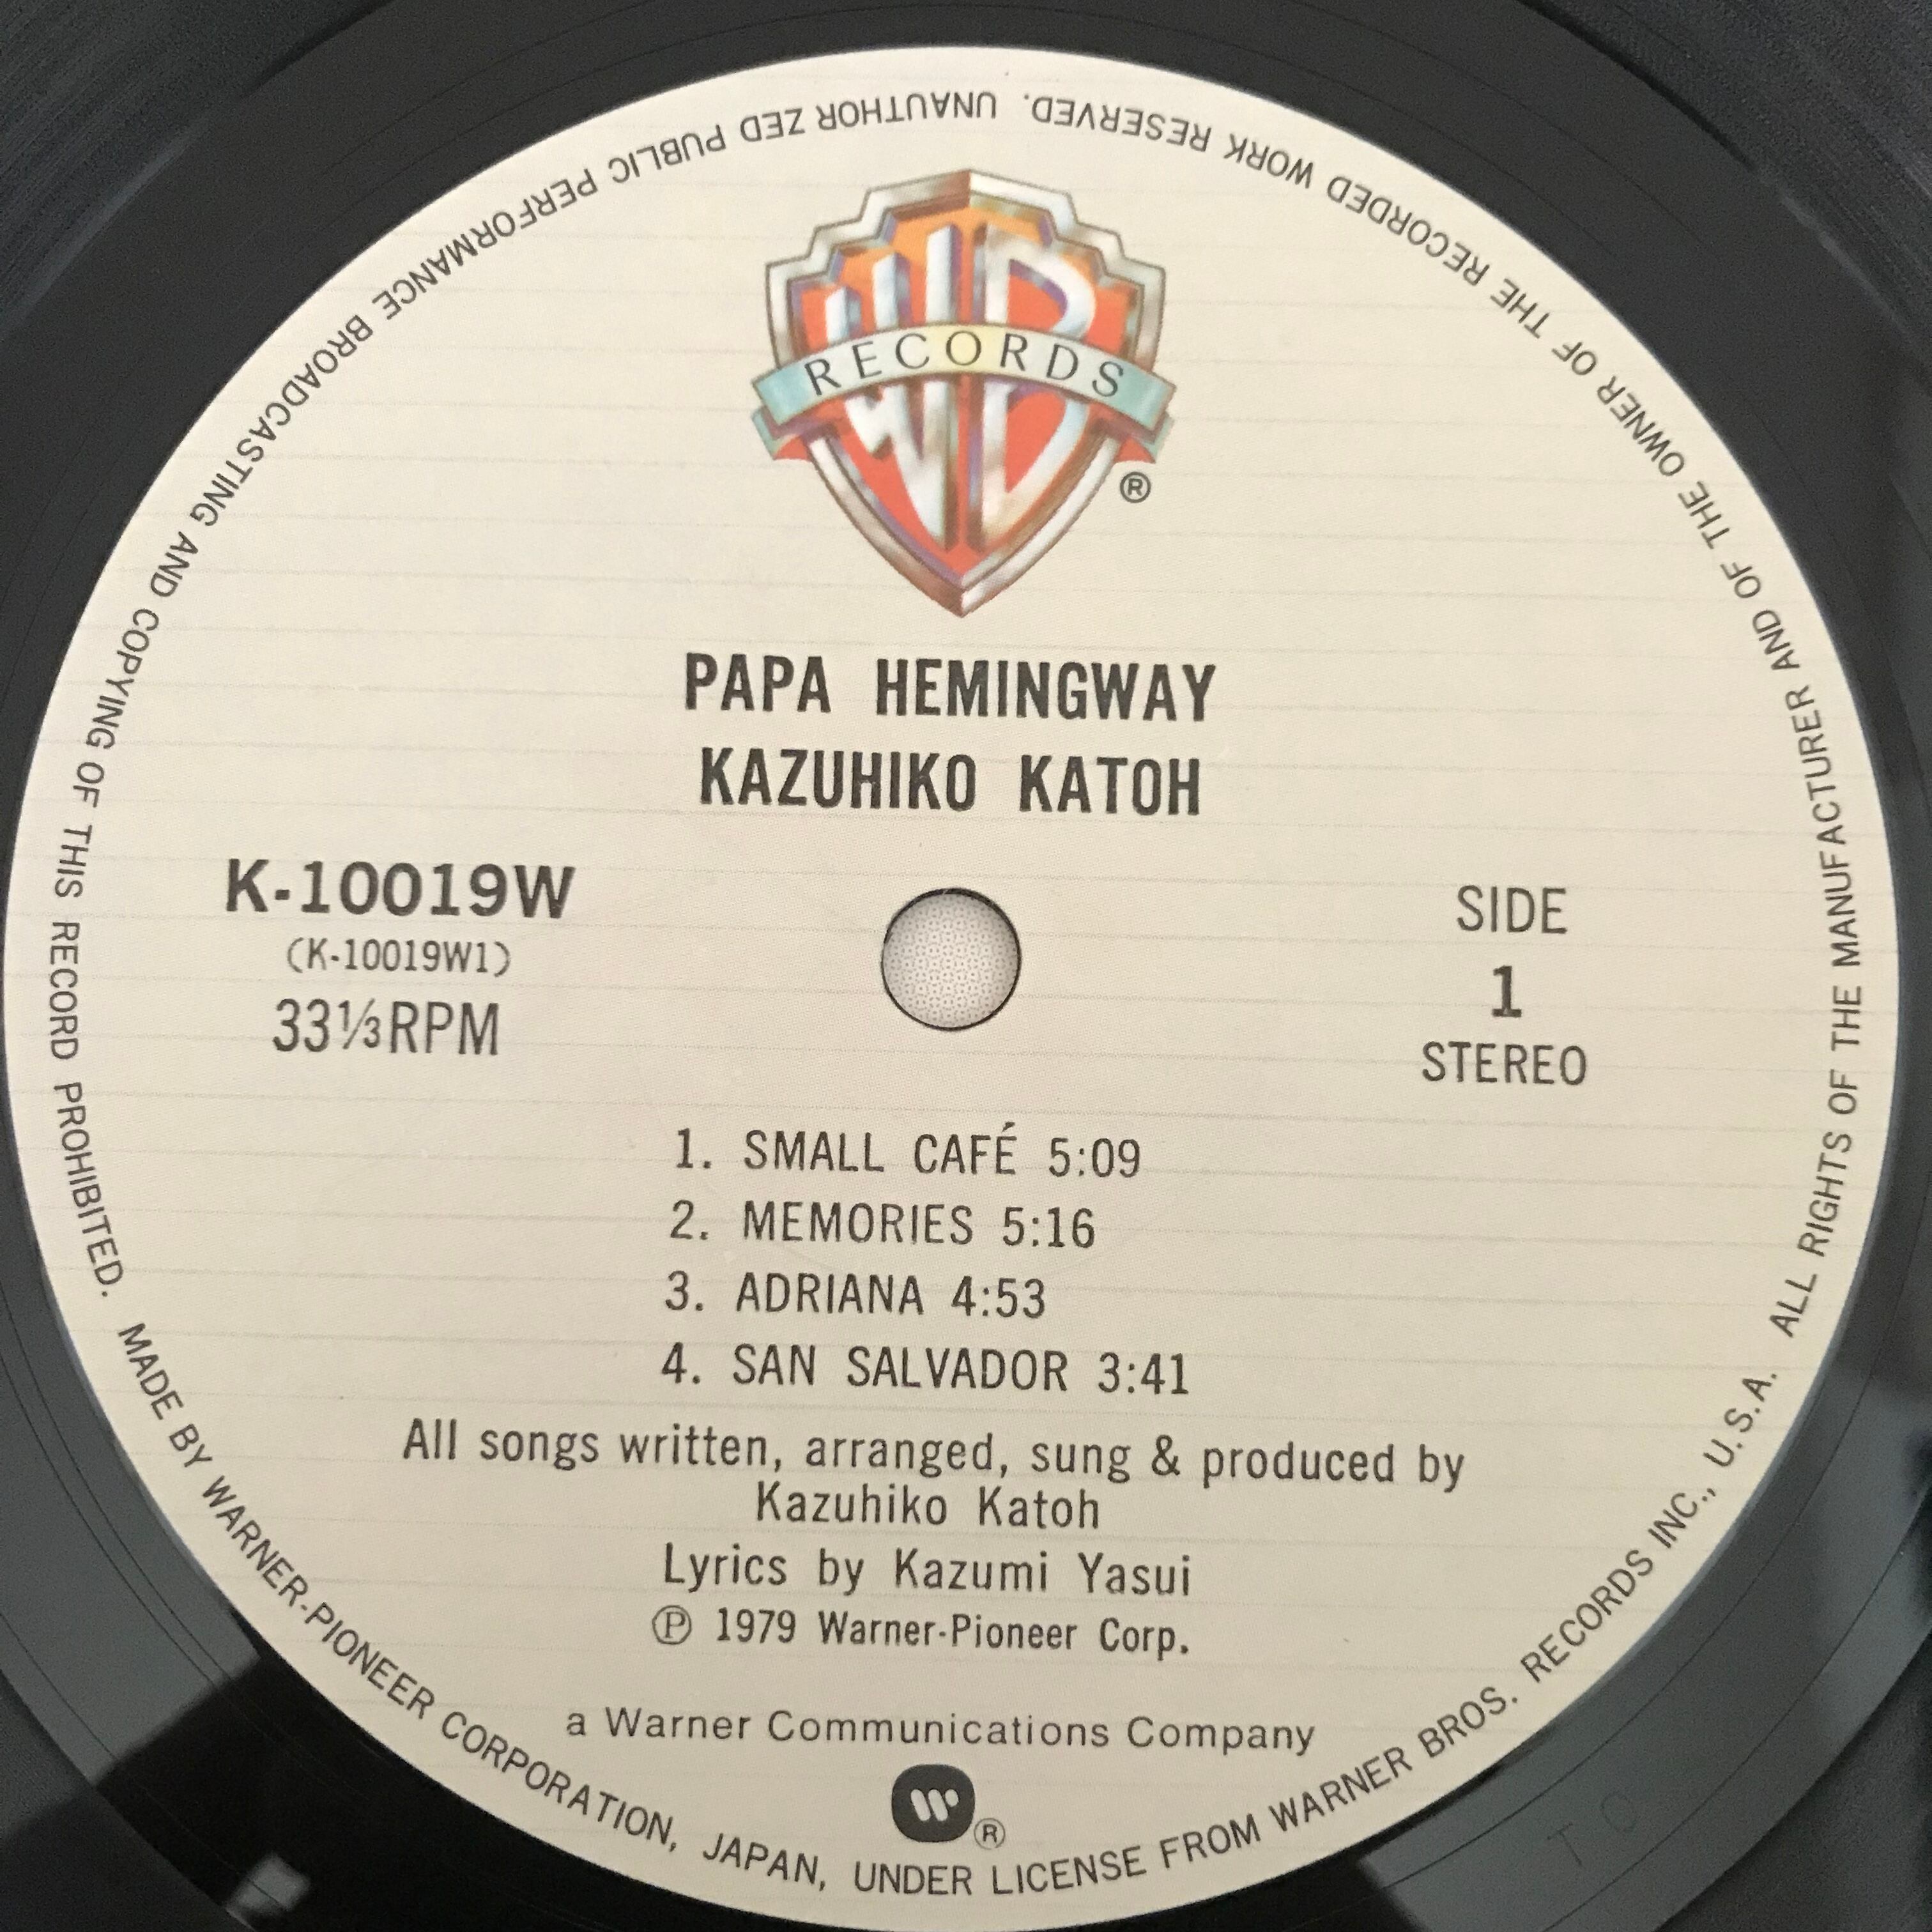 WB
RECORDS
®
PAPA HEMINGWAY
KAZUHIKO KATOH
K-10019W
(K-10019W1)
33⅓RPM
SIDE
1
STEREO
1. SMALL CAFÉ 5:09
2. MEMORIES 5:16
3. ADRIANA 4:53
4. SAN SALVADOR 3:41
All songs written, arranged, sung & produced by
Kazuhiko Katoh
Lyrics by Kazumi Yasui
℗ 1979 Warner-Pioneer Corp.
a Warner Communications Company
W®
MADE BY WARNER-PIONEER CORPORATION, JAPAN, UNDER LICENSE FROM WARNER BROS. RECORDS INC., U.S.A. ALL RIGHTS OF THE MANUFACTURER AND OF THE OWNER OF THE RECORDED WORK RESERVED. UNAUTHOR ZED PUBLIC PERFORMANCE BROADCASTING AND COPYING OF THIS RECORD PROHIBITED.
T C